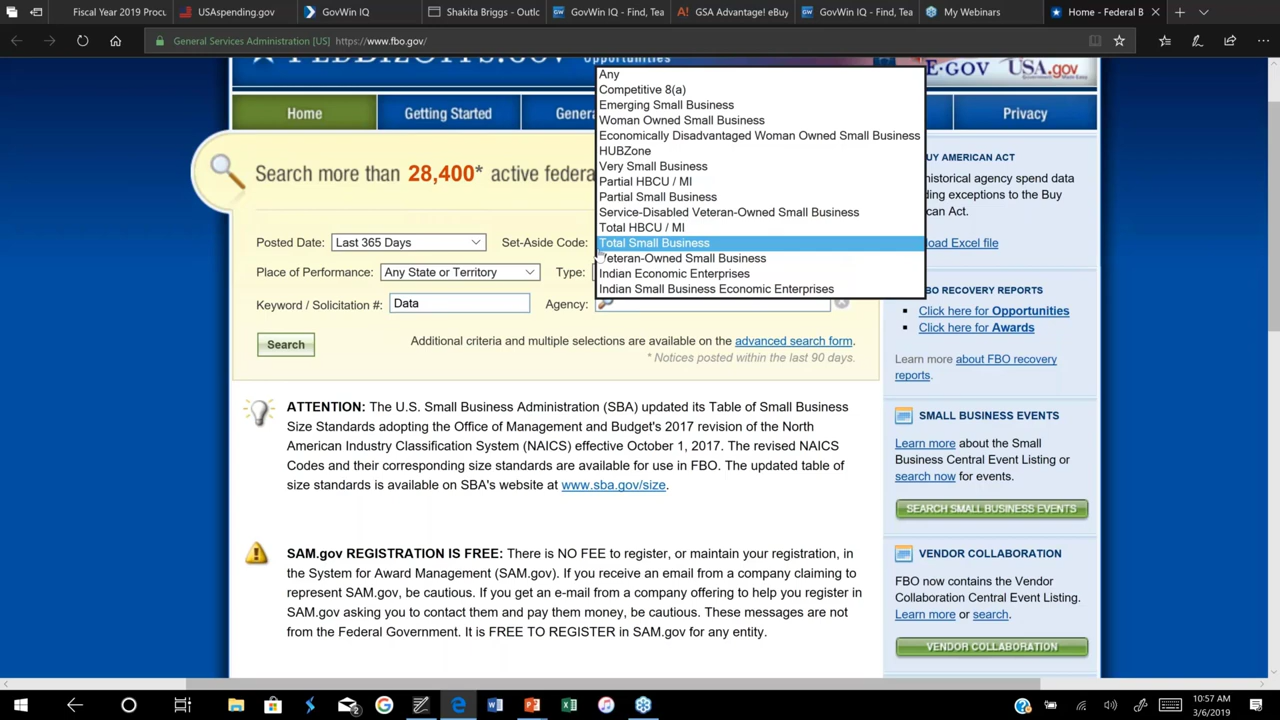 Fiscal Year 2019 Procu
USAspending.gov
GovWin IQ
Shakita Briggs - Outlo
GovWin IQ - Find, Tea
GSA Advantage! eBuy
GovWin IQ - Find, Tea
My Webinars
Home - Federal B
General Services Administration [US] https://www.fbo.gov/
FEDBIZOPPS.GOV
Opportunities
E-GOV USA.gov
Home
Getting Started
Gener
Privacy
Any
Competitive 8(a)
Emerging Small Business
Woman Owned Small Business
Economically Disadvantaged Woman Owned Small Business
HUBZone
Very Small Business
Partial HBCU / MI
Partial Small Business
Service-Disabled Veteran-Owned Small Business
Total HBCU / MI
Total Small Business
Veteran-Owned Small Business
Indian Economic Enterprises
Indian Small Business Economic Enterprises
Search more than 28,400* active federa
Posted Date: Last 365 Days Set-Aside Code:
Place of Performance: Any State or Territory Type:
Keyword / Solicitation #: Data Agency:
Search
Additional criteria and multiple selections are available on the advanced search form.
* Notices posted within the last 90 days.
ATTENTION: The U.S. Small Business Administration (SBA) updated its Table of Small Business
Size Standards adopting the Office of Management and Budget's 2017 revision of the North
American Industry Classification System (NAICS) effective October 1, 2017. The revised NAICS
Codes and their corresponding size standards are available for use in FBO. The updated table of
size standards is available on SBA's website at www.sba.gov/size.
SAM.gov REGISTRATION IS FREE: There is NO FEE to register, or maintain your registration, in
the System for Award Management (SAM.gov). If you receive an email from a company claiming to
represent SAM.gov, be cautious. If you get an e-mail from a company offering to help you register in
SAM.gov asking you to contact them and pay them money, be cautious. These messages are not
from the Federal Government. It is FREE TO REGISTER in SAM.gov for any entity.
UY AMERICAN ACT
historical agency spend data
ding exceptions to the Buy
can Act.
load Excel file
FBO RECOVERY REPORTS
Click here for Opportunities
Click here for Awards
Learn more about FBO recovery
reports.
SMALL BUSINESS EVENTS
Learn more about the Small
Business Central Event Listing or
search now for events.
SEARCH SMALL BUSINESS EVENTS
VENDOR COLLABORATION
FBO now contains the Vendor
Collaboration Central Event Listing.
Learn more or search.
VENDOR COLLABORATION
10:57 AM
3/6/2019